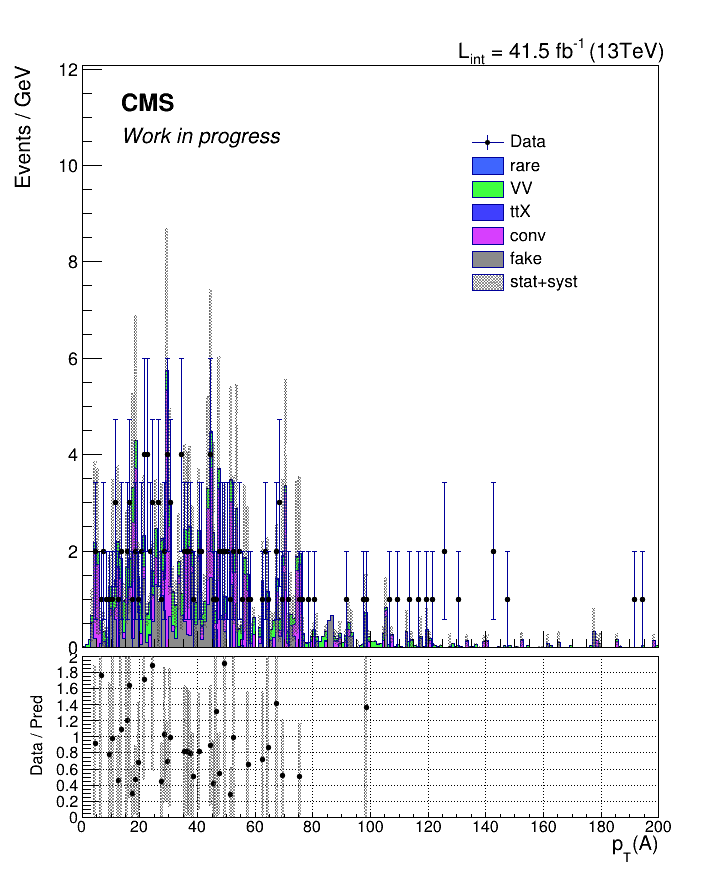 L_int = 41.5 fb^-1 (13TeV)
Events / GeV
12
10
8
6
4
2
0
CMS
Work in progress
Data
rare
VV
ttX
conv
fake
stat+syst
Data / Pred
2
1.8
1.6
1.4
1.2
1
0.8
0.6
0.4
0.2
0
0 20 40 60 80 100 120 140 160 180 200
p_T(A)